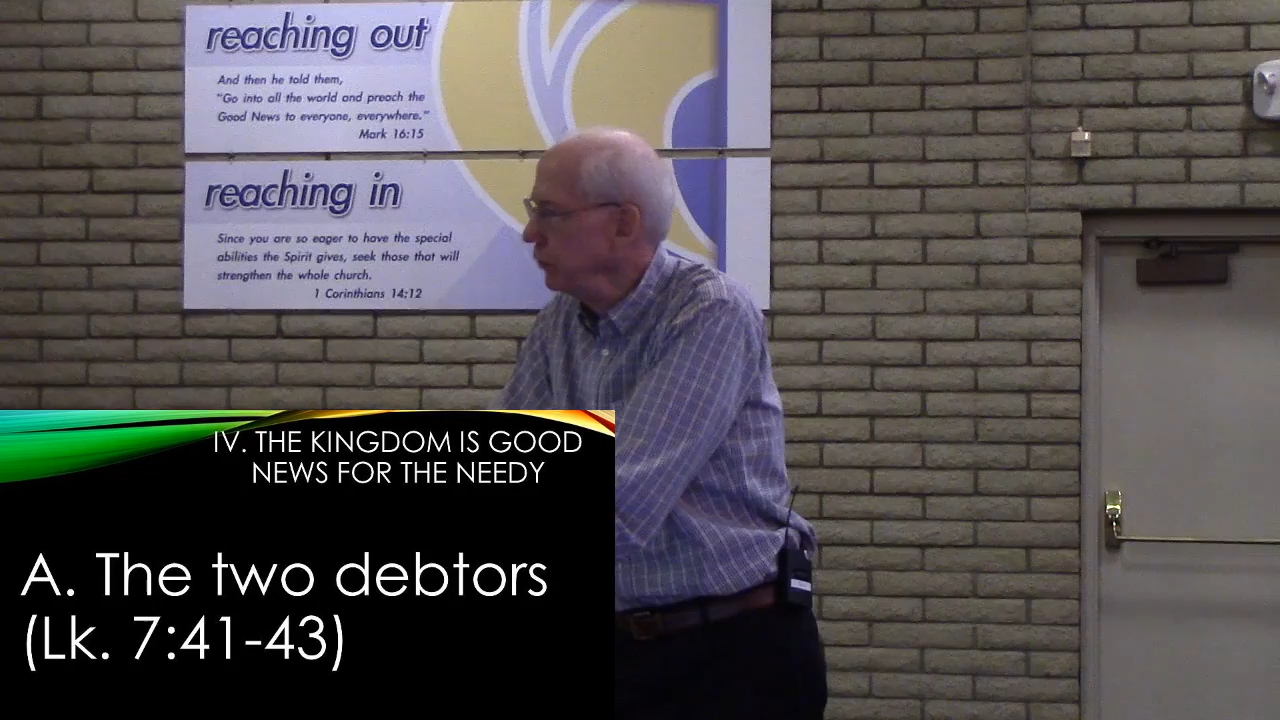 reaching out
And then he told them,
"Go into all the world and preach the
Good News to everyone, everywhere."
Mark 16:15
reaching in
Since you are so eager to have the special
abilities the Spirit gives, seek those that will
strengthen the whole church.
1 Corinthians 14:12
IV. THE KINGDOM IS GOOD
NEWS FOR THE NEEDY
A. The two debtors
(Lk. 7:41-43)